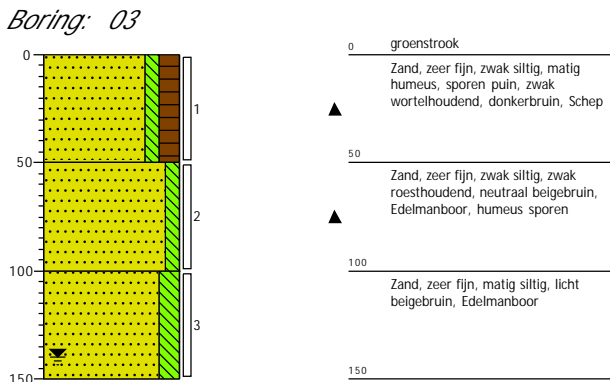 Boring: 03
0
1
50
2
100
3
150
0 groenstrook
Zand, zeer fijn, zwak siltig, matig
humeus, sporen puin, zwak
wortelhoudend, donkerbruin, Schep
50
Zand, zeer fijn, zwak siltig, zwak
roesthoudend, neutraal beigebruin,
Edelmanboor, humeus sporen
100
Zand, zeer fijn, matig siltig, licht
beigebruin, Edelmanboor
150